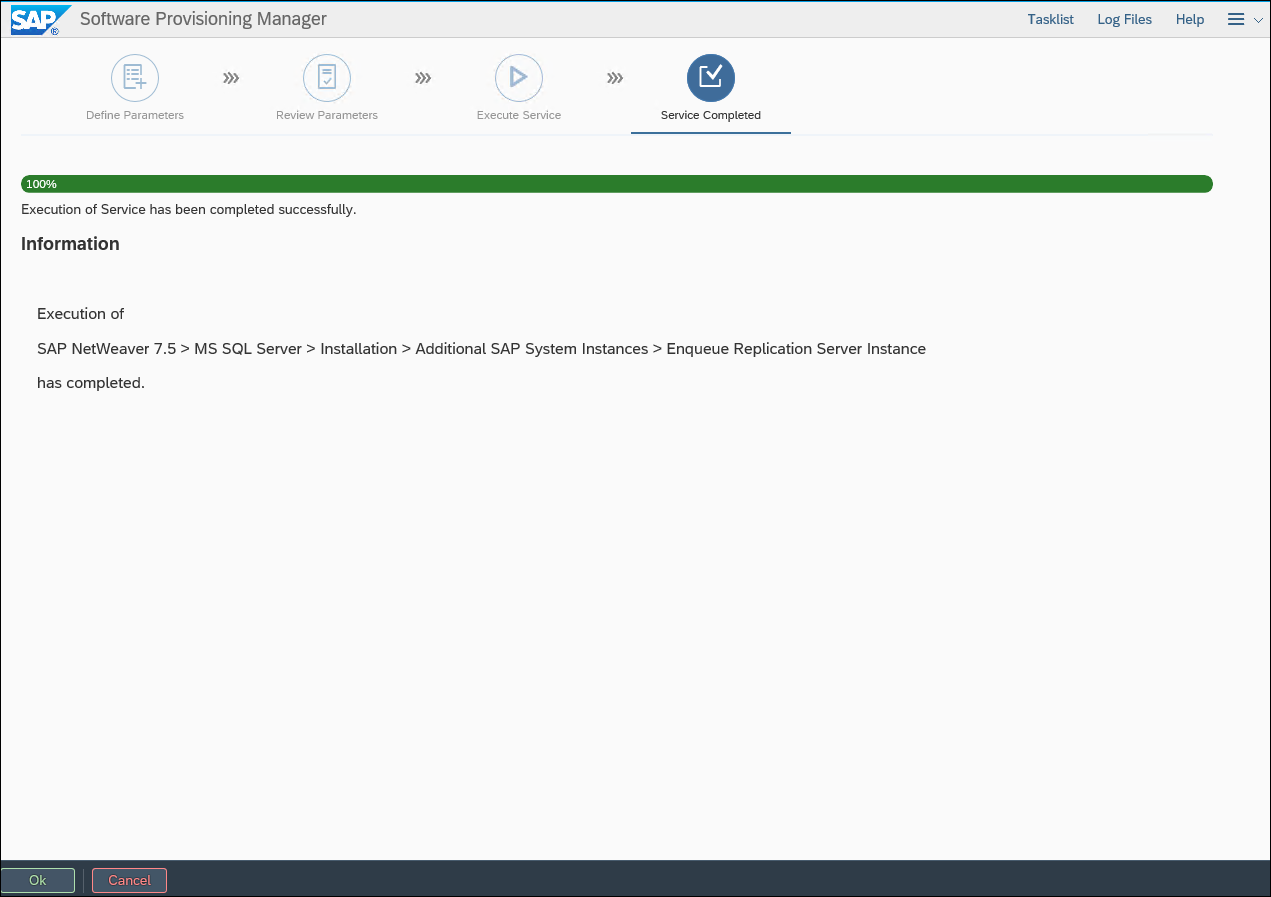 SAP® Software Provisioning Manager Tasklist Log Files Help
Define Parameters Review Parameters Execute Service Service Completed
100%
Execution of Service has been completed successfully.
Information
Execution of
SAP NetWeaver 7.5 > MS SQL Server > Installation > Additional SAP System Instances > Enqueue Replication Server Instance
has completed.
Ok Cancel